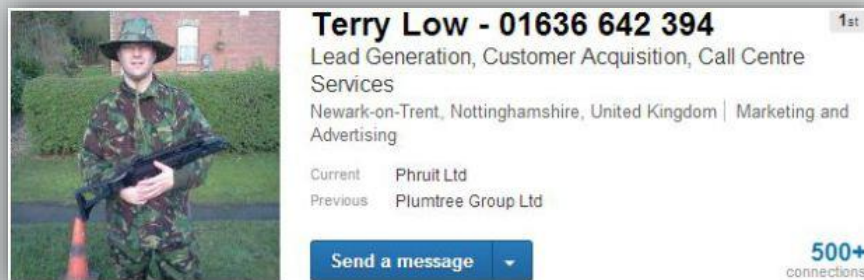 Terry Low - 01636 642 394
1st
Lead Generation, Customer Acquisition, Call Centre
Services
Newark-on-Trent, Nottinghamshire, United Kingdom | Marketing and
Advertising
Current Phruit Ltd
Previous Plumtree Group Ltd
Send a message
500+
connections